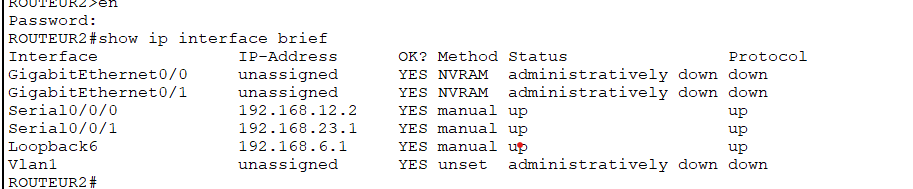 ROUTEUR2>en
Password:
ROUTEUR2#show ip interface brief
Interface IP-Address OK? Method Status Protocol
GigabitEthernet0/0 unassigned YES NVRAM administratively down down
GigabitEthernet0/1 unassigned YES NVRAM administratively down down
Serial0/0/0 192.168.12.2 YES manual up up
Serial0/0/1 192.168.23.1 YES manual up up
Loopback6 192.168.6.1 YES manual up up
Vlan1 unassigned YES unset administratively down down
ROUTEUR2#